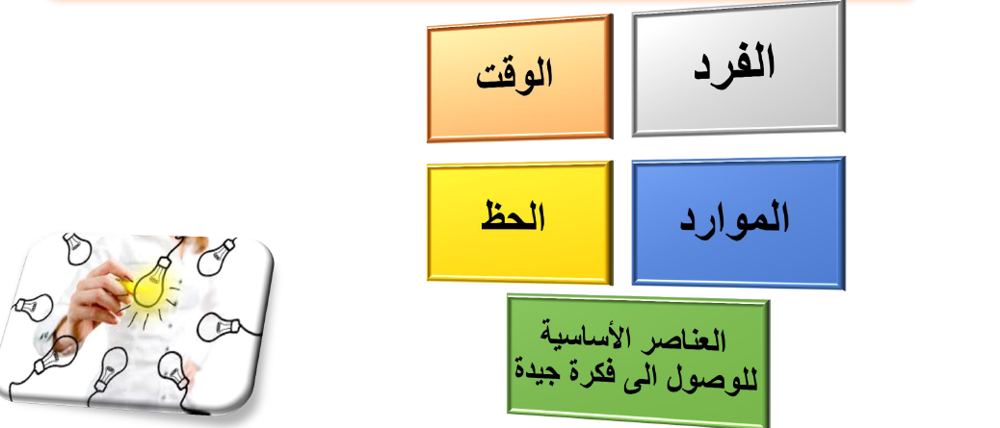 الفرد
الوقت
الموارد
الحظ
العناصر الأساسية
للوصول الى فكرة جيدة